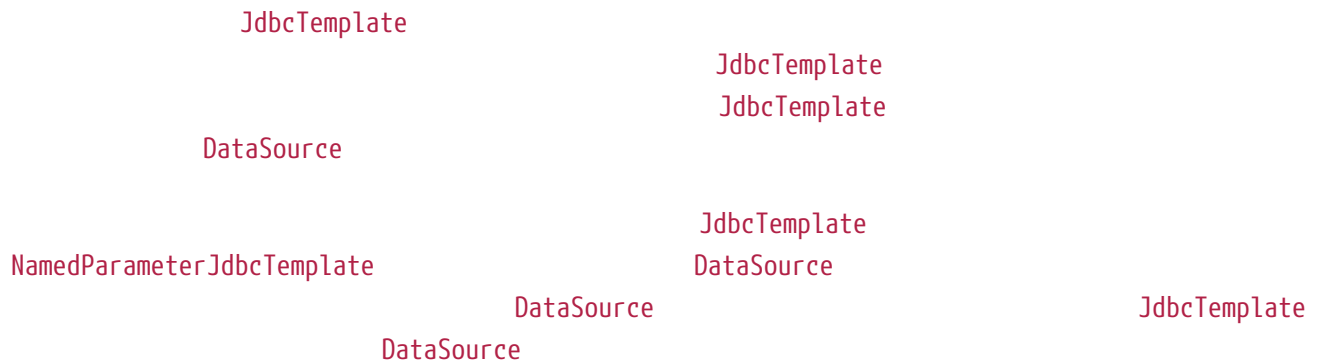 JdbcTemplate
JdbcTemplate
JdbcTemplate
DataSource
JdbcTemplate
NamedParameterJdbcTemplate DataSource
DataSource JdbcTemplate
DataSource